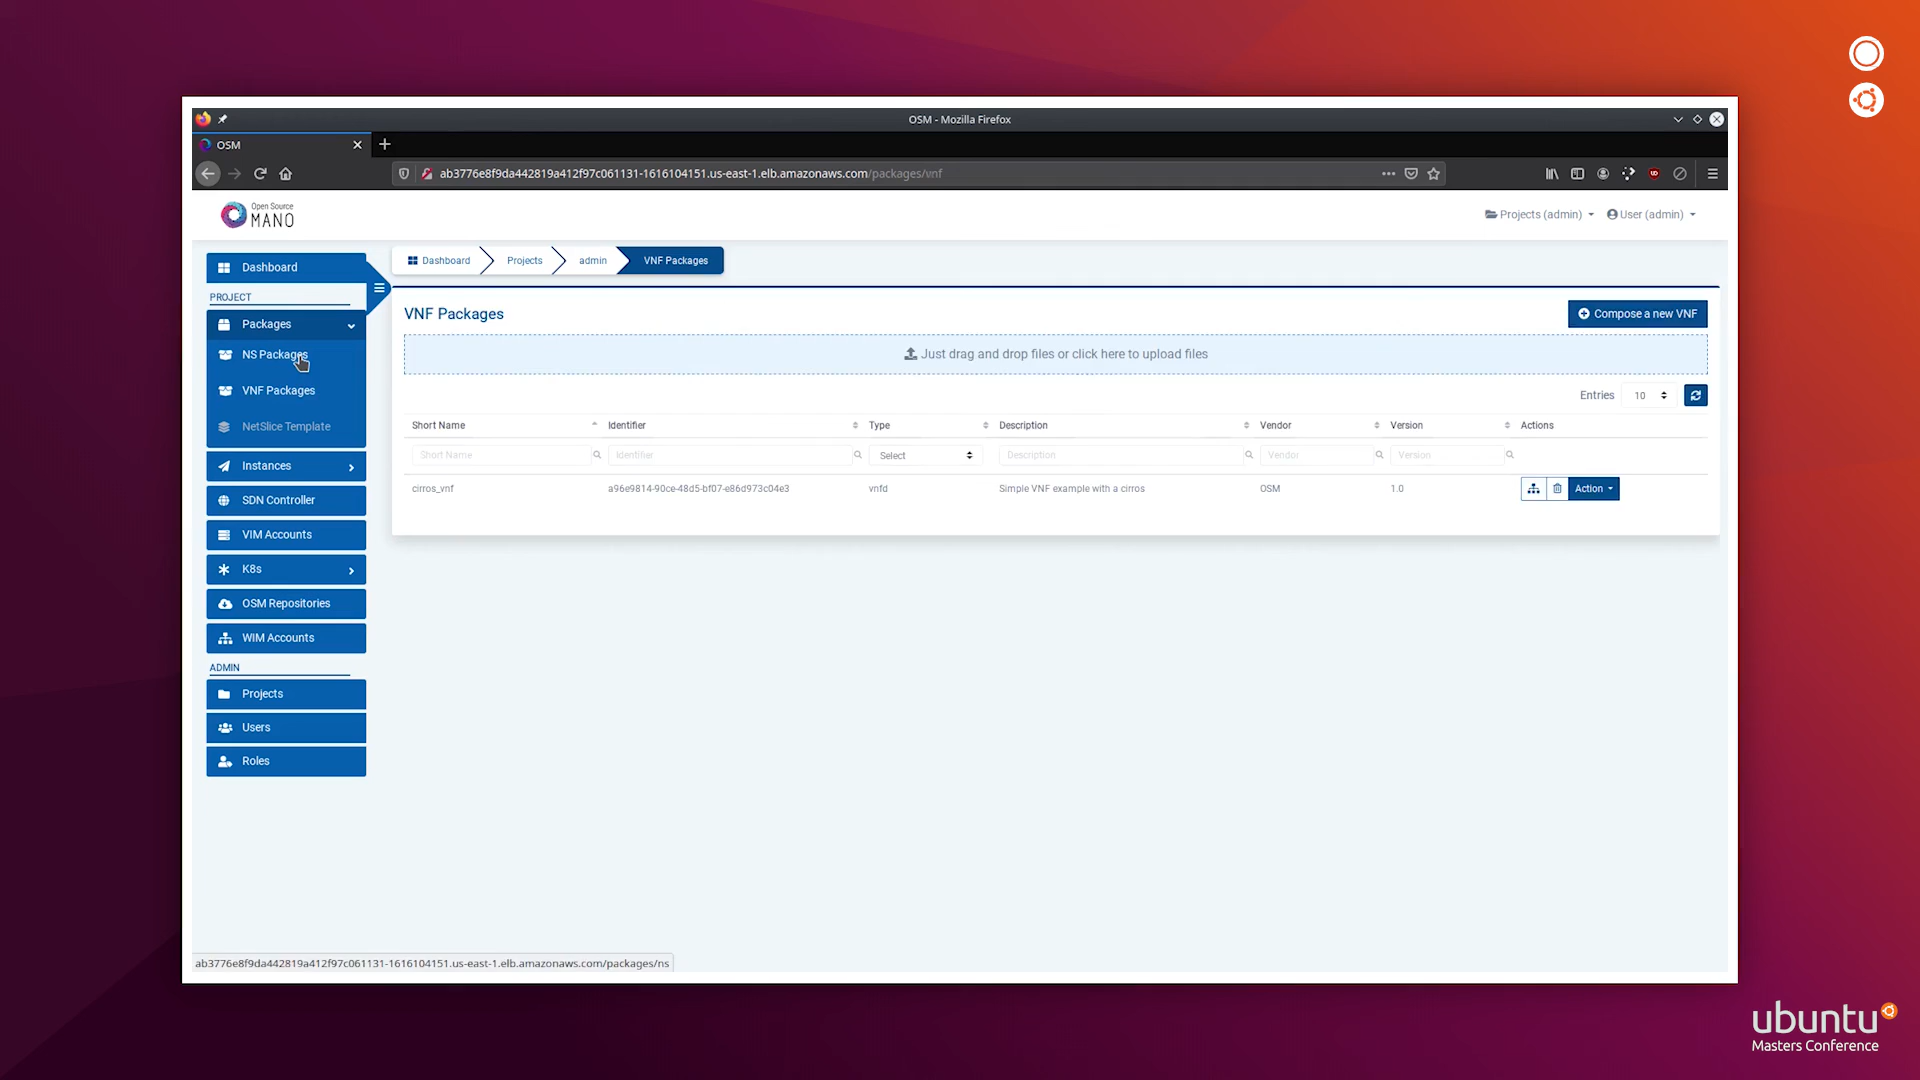 OSM - Mozilla Firefox
OSM
ab3776e8f9da442819a412f97c061131-1616104151.us-east-1.elb.amazonaws.com/packages/vnf
Open Source
MANO
Projects (admin)
User (admin)
Dashboard
PROJECT
Packages
NS Packages
VNF Packages
NetSlice Template
Instances
SDN Controller
VIM Accounts
K8s
OSM Repositories
WIM Accounts
ADMIN
Projects
Users
Roles
Dashboard
Projects
admin
VNF Packages
VNF Packages
Compose a new VNF
Just drag and drop files or click here to upload files
Entries 10
Short Name Identifier Type Description Vendor Version Actions
Short Name Identifier Select Description Vendor Version
cirros_vnf a96e9814-90ce-48d5-bf07-e86d973c04e3 vnfd Simple VNF example with a cirros OSM 1.0 Action
ab3776e8f9da442819a412f97c061131-1616104151.us-east-1.elb.amazonaws.com/packages/ns
ubuntu
Masters Conference